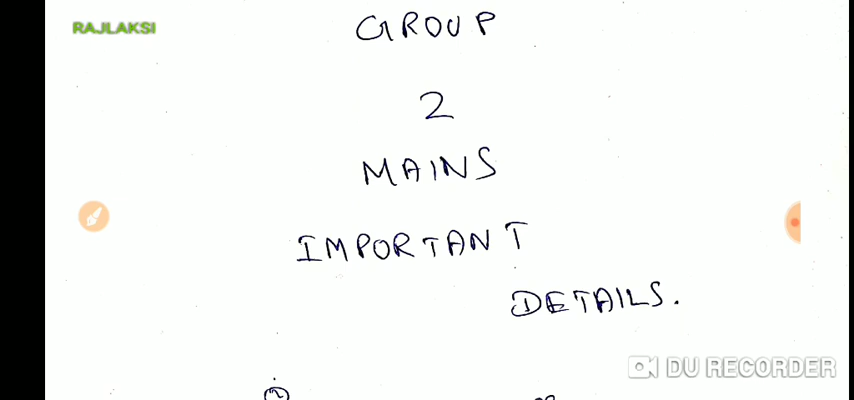 RAJLAKSI
GROUP
2
MAINS
IMPORTANT
DETAILS.
DU RECORDER